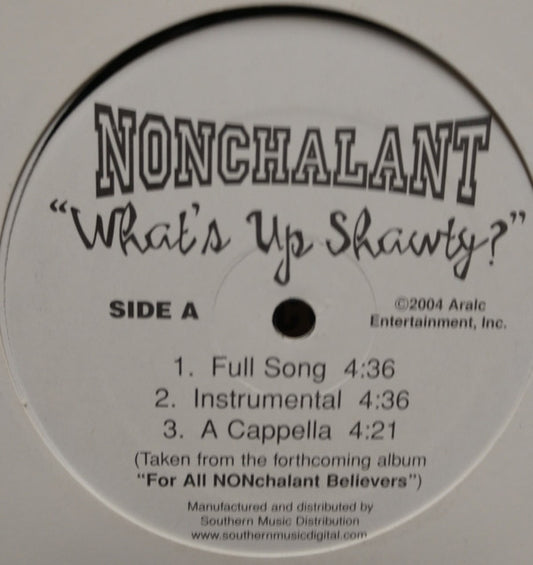 NONCHALANT
"What's Up Shawty?"
SIDE A
©2004 Aralc
Entertainment, Inc.
1. Full Song 4:36
2. Instrumental 4:36
3. A Cappella 4:21
(Taken from the forthcoming album
"For All NONchalant Believers")
Manufactured and distributed by
Southern Music Distribution
www.southernmusicdigital.com